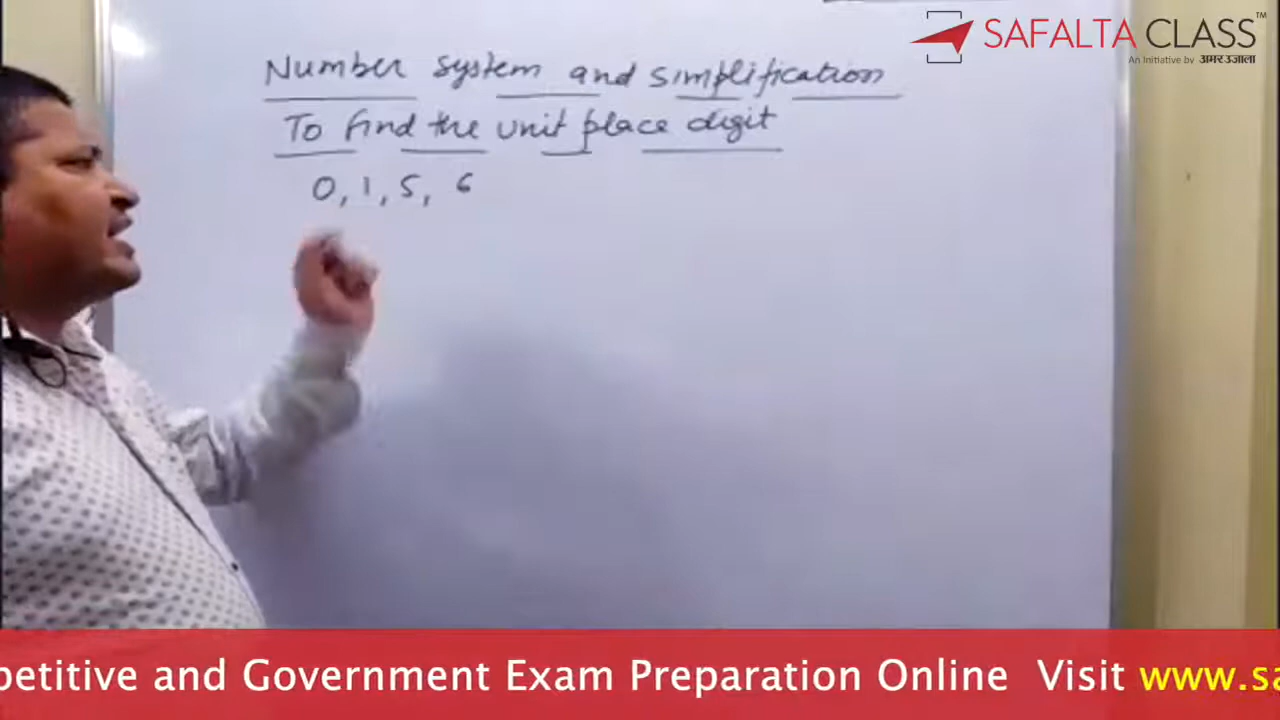 SAFALTA CLASS™
An Initiative by अमर उजाला
Number system and simplification
To find the unit place digit
0, 1, 5, 6
petitive and Government Exam Preparation Online Visit www.sa